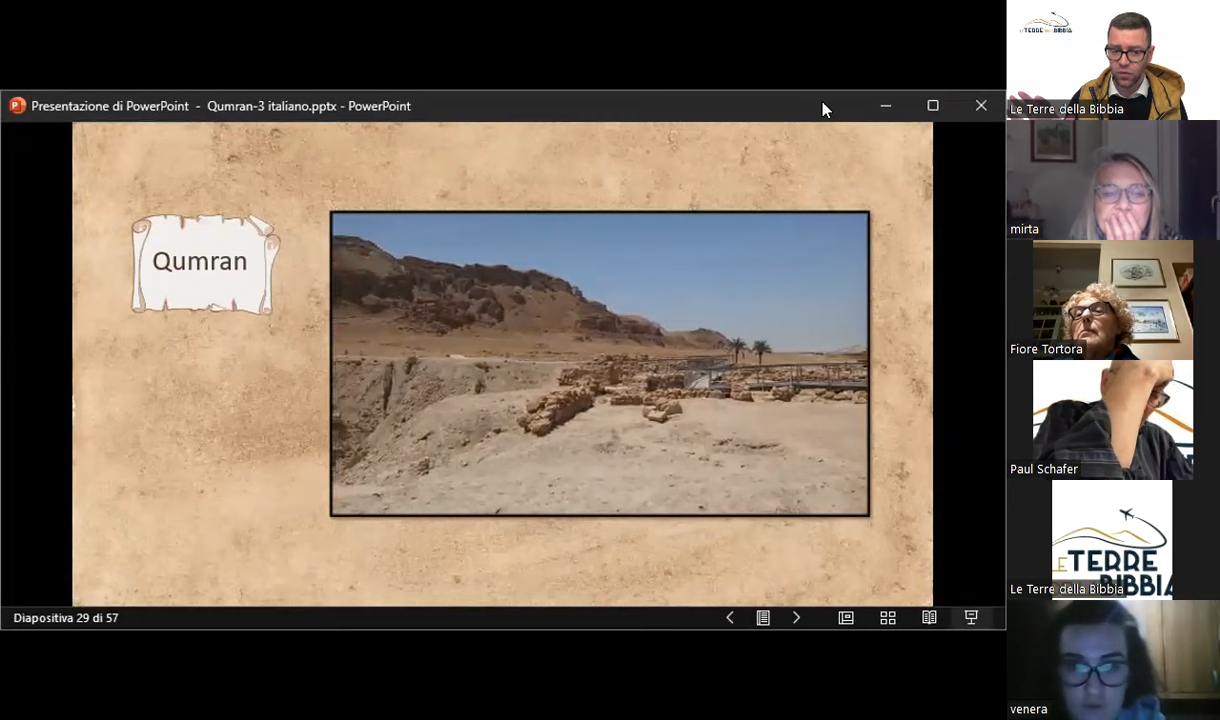 Presentazione di PowerPoint - Qumran-3 italiano.pptx - PowerPoint
Qumran
Diapositiva 29 di 57
Le Terre della Bibbia
mirta
Fiore Tortora
Paul Schafer
TERRE
BIBBIA
Le Terre della Bibbia
venera